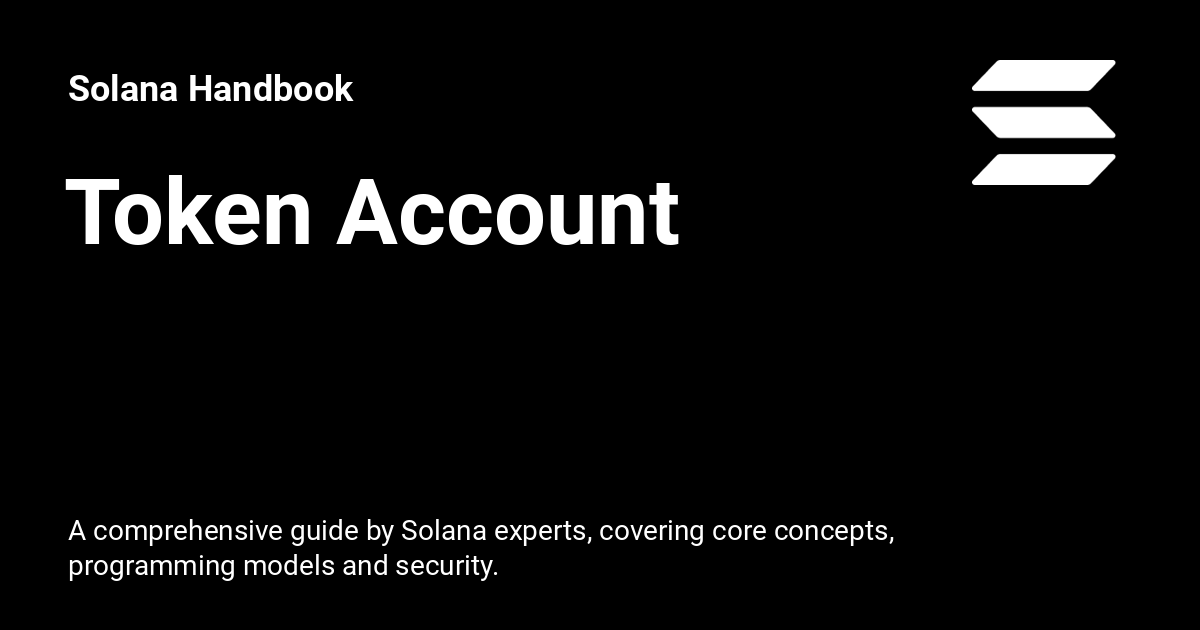 Solana Handbook
Token Account
A comprehensive guide by Solana experts, covering core concepts,
programming models and security.